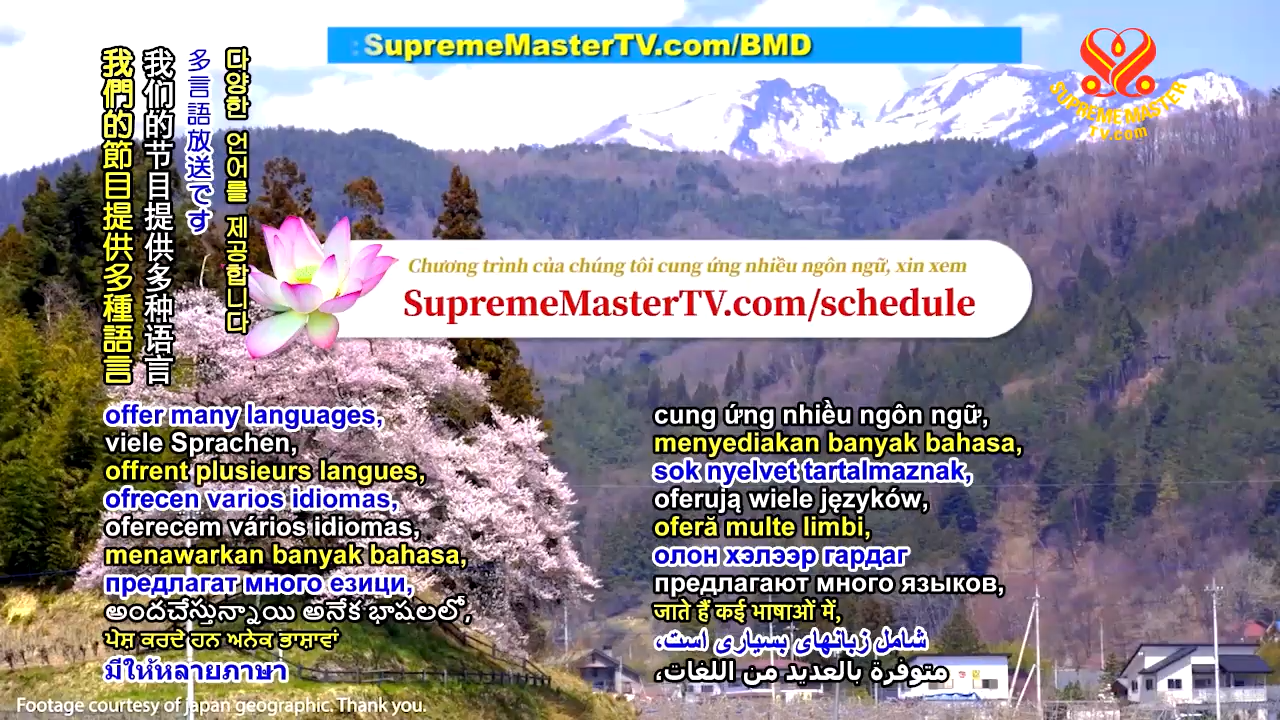 : SupremeMasterTV.com/BMD
SUPREME MASTER
TV.com
我們的節目提供多種語言
我们的节目提供多种语言
多言語放送です
다양한 언어를 제공합니다
Chương trình của chúng tôi cung ứng nhiều ngôn ngữ, xin xem
SupremeMasterTV.com/schedule
offer many languages,
viele Sprachen,
offrent plusieurs langues,
ofrecen varios idiomas,
oferecem vários idiomas,
menawarkan banyak bahasa,
предлагат много езици,
అందచేస్తున్నాయి అనేక భాషలలో,
ਪੇਸ਼ ਕਰਦੇ ਹਨ ਅਨੇਕ ਭਾਸ਼ਾਵਾਂ
มีให้หลายภาษา
cung ứng nhiều ngôn ngữ,
menyediakan banyak bahasa,
sok nyelvet tartalmaznak,
oferują wiele języków,
oferă multe limbi,
олон хэлээр гардаг
предлагают много языков,
जाते हैं कई भाषाओं में,
شامل زبانهای بسیاری است،
متوفرة بالعديد من اللغات،
Footage courtesy of japan geographic. Thank you.